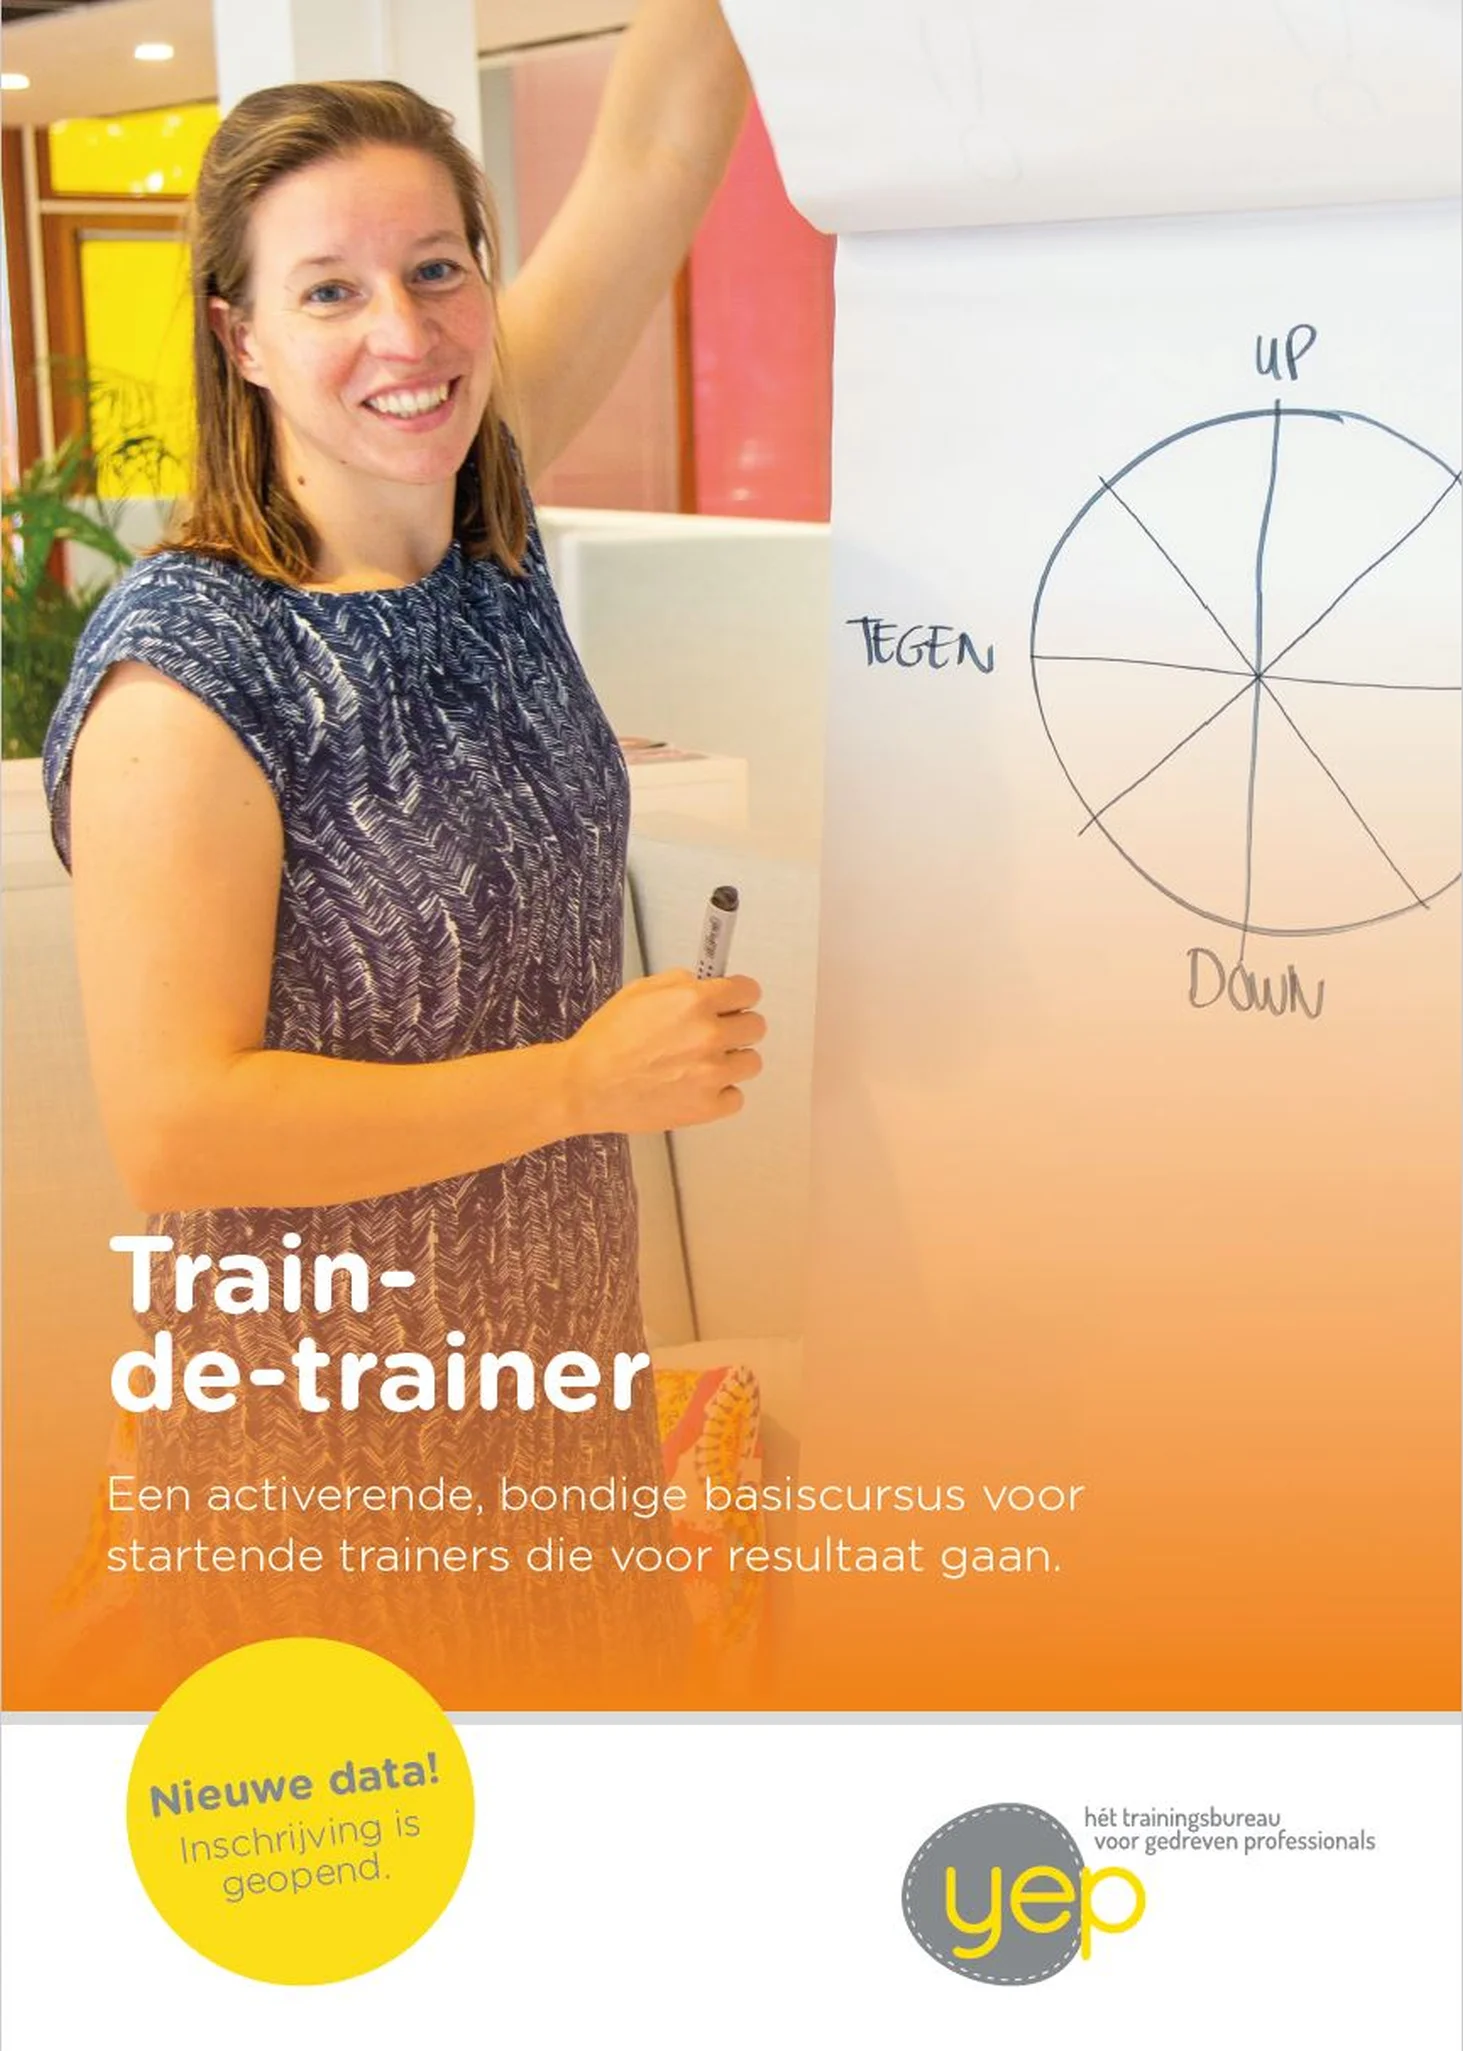 UP
TEGEN
DOWN
Train-
de-trainer
Een activerende, bondige basiscursus voor
startende trainers die voor resultaat gaan.
Nieuwe data!
Inschrijving is
geopend.
hét trainingsbureau
voor gedreven professionals
yep